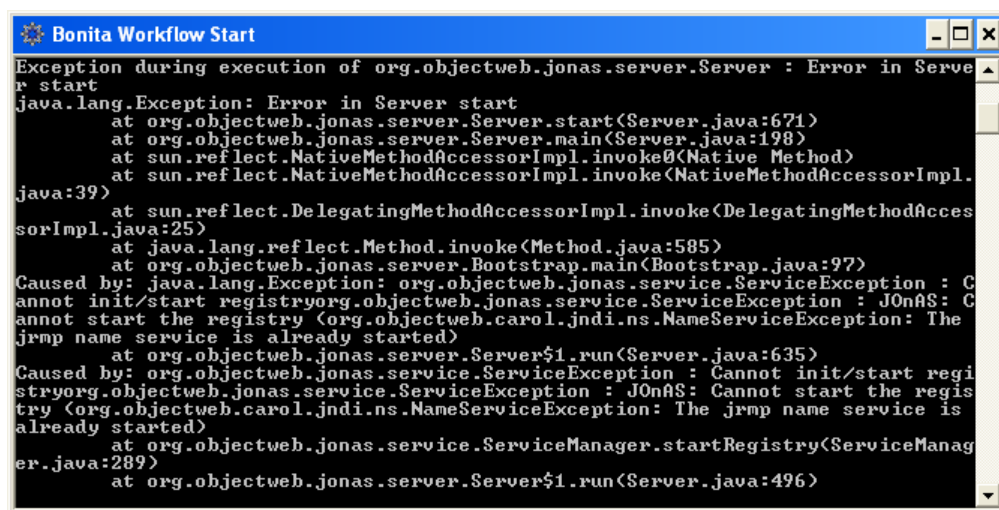 Bonita Workflow Start
Exception during execution of org.objectweb.jonas.server.Server : Error in Serve
r start
java.lang.Exception: Error in Server start
at org.objectweb.jonas.server.Server.start(Server.java:671)
at org.objectweb.jonas.server.Server.main(Server.java:198)
at sun.reflect.NativeMethodAccessorImpl.invoke0(Native Method)
at sun.reflect.NativeMethodAccessorImpl.invoke(NativeMethodAccessorImpl.
java:39)
at sun.reflect.DelegatingMethodAccessorImpl.invoke(DelegatingMethodAcces
sorImpl.java:25)
at java.lang.reflect.Method.invoke(Method.java:585)
at org.objectweb.jonas.server.Bootstrap.main(Bootstrap.java:97)
Caused by: java.lang.Exception: org.objectweb.jonas.service.ServiceException : C
annot init/start registryorg.objectweb.jonas.service.ServiceException : JOnAS: C
annot start the registry (org.objectweb.carol.jndi.ns.NameServiceException: The
jrmp name service is already started)
at org.objectweb.jonas.server.Server$1.run(Server.java:635)
Caused by: org.objectweb.jonas.service.ServiceException : Cannot init/start regi
stryorg.objectweb.jonas.service.ServiceException : JOnAS: Cannot start the regis
try (org.objectweb.carol.jndi.ns.NameServiceException: The jrmp name service is
already started)
at org.objectweb.jonas.service.ServiceManager.startRegistry(ServiceManag
er.java:289)
at org.objectweb.jonas.server.Server$1.run(Server.java:496)